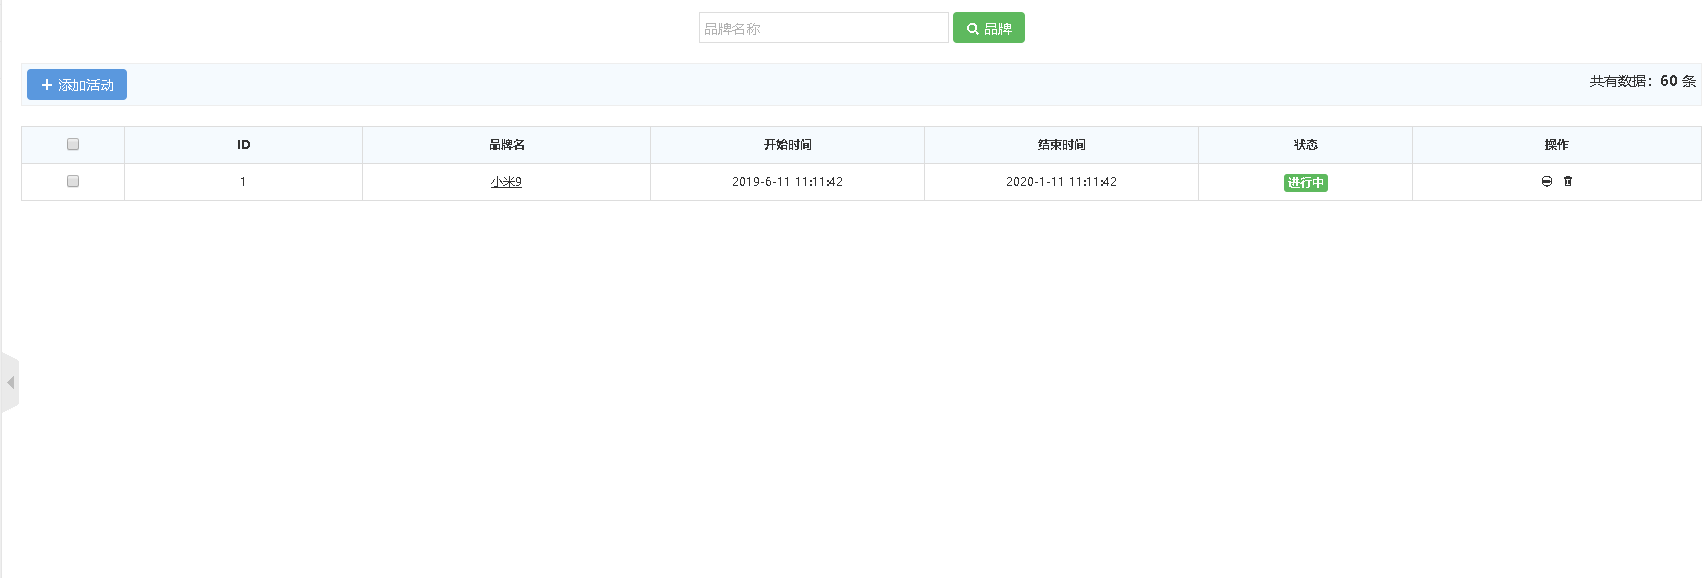 品牌名称 品牌
添加活动 共有数据：60 条
ID 品牌名 开始时间 结束时间 状态 操作
1 小米9 2019-6-11 11:11:42 2020-1-11 11:11:42 进行中